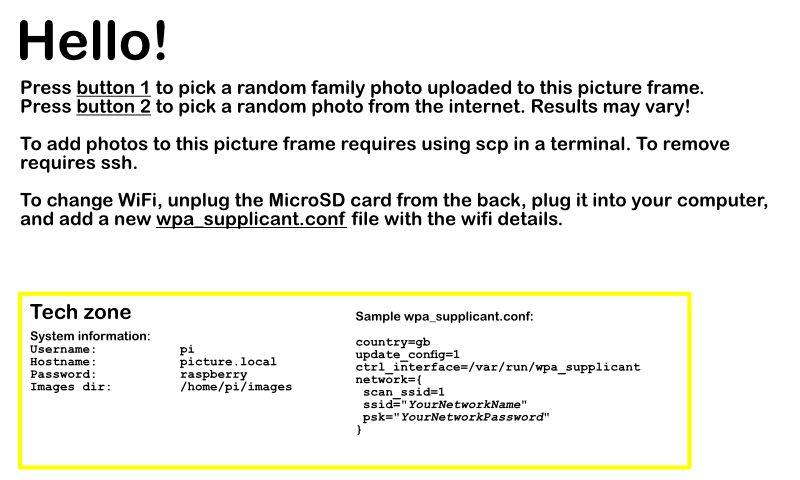 Hello!
Press button 1 to pick a random family photo uploaded to this picture frame.
Press button 2 to pick a random photo from the internet. Results may vary!
To add photos to this picture frame requires using scp in a terminal. To remove
requires ssh.
To change WiFi, unplug the MicroSD card from the back, plug it into your computer,
and add a new wpa_supplicant.conf file with the wifi details.
Tech zone
System information:
Username: pi
Hostname: picture.local
Password: raspberry
Images dir: /home/pi/images
Sample wpa_supplicant.conf:
country=gb
update_config=1
ctrl_interface=/var/run/wpa_supplicant
network={
scan_ssid=1
ssid="YourNetworkName"
psk="YourNetworkPassword"
}